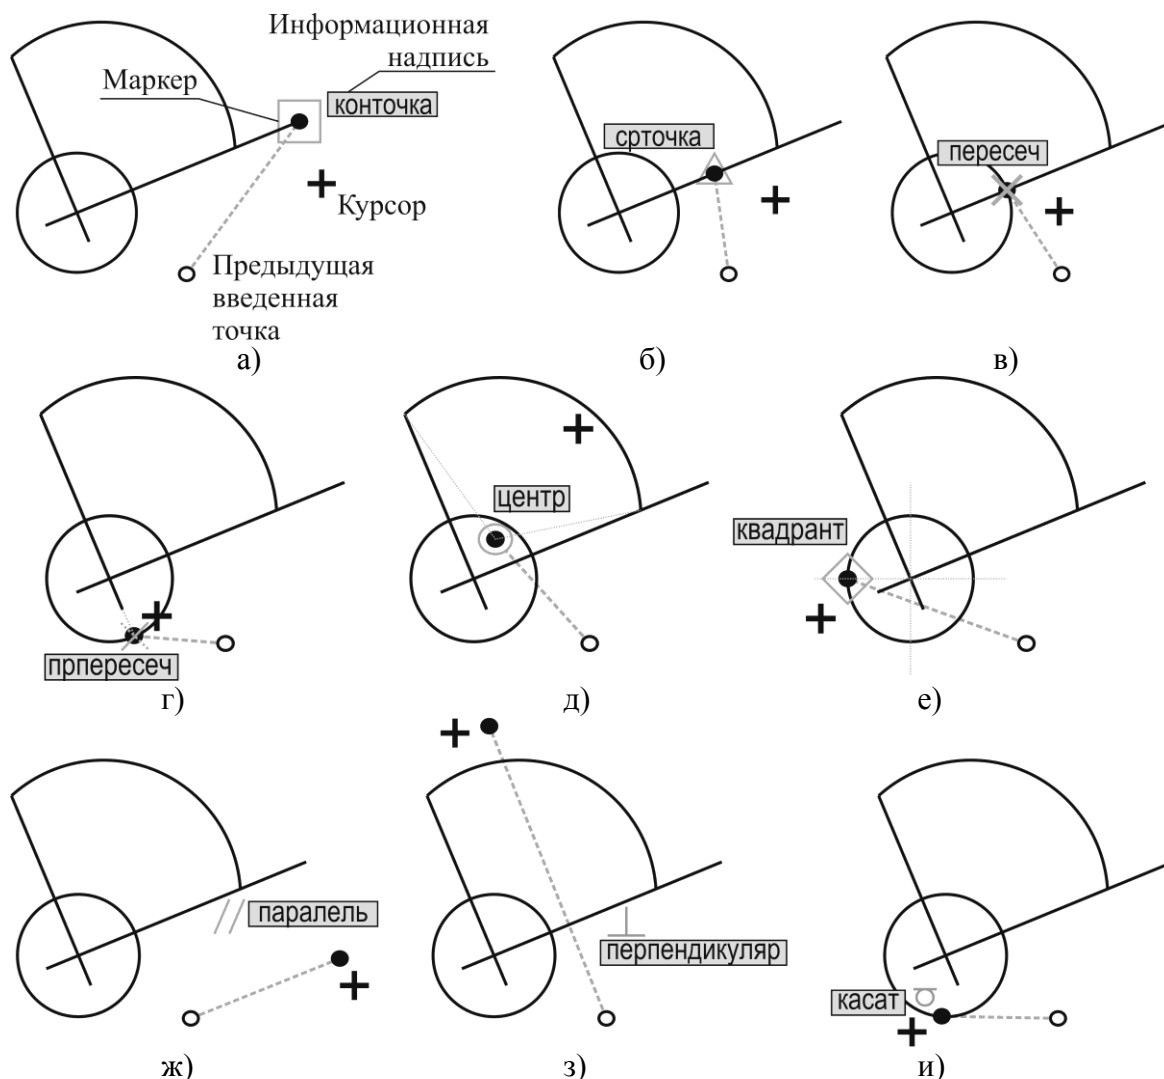 Информационная
надпись
Маркер
конточка
Курсор
Предыдущая
введенная
точка
а)
срточка
б)
пересеч
в)
прпересеч
г)
центр
д)
квадрант
е)
паралель
ж)
перпендикуляр
з)
касат
и)